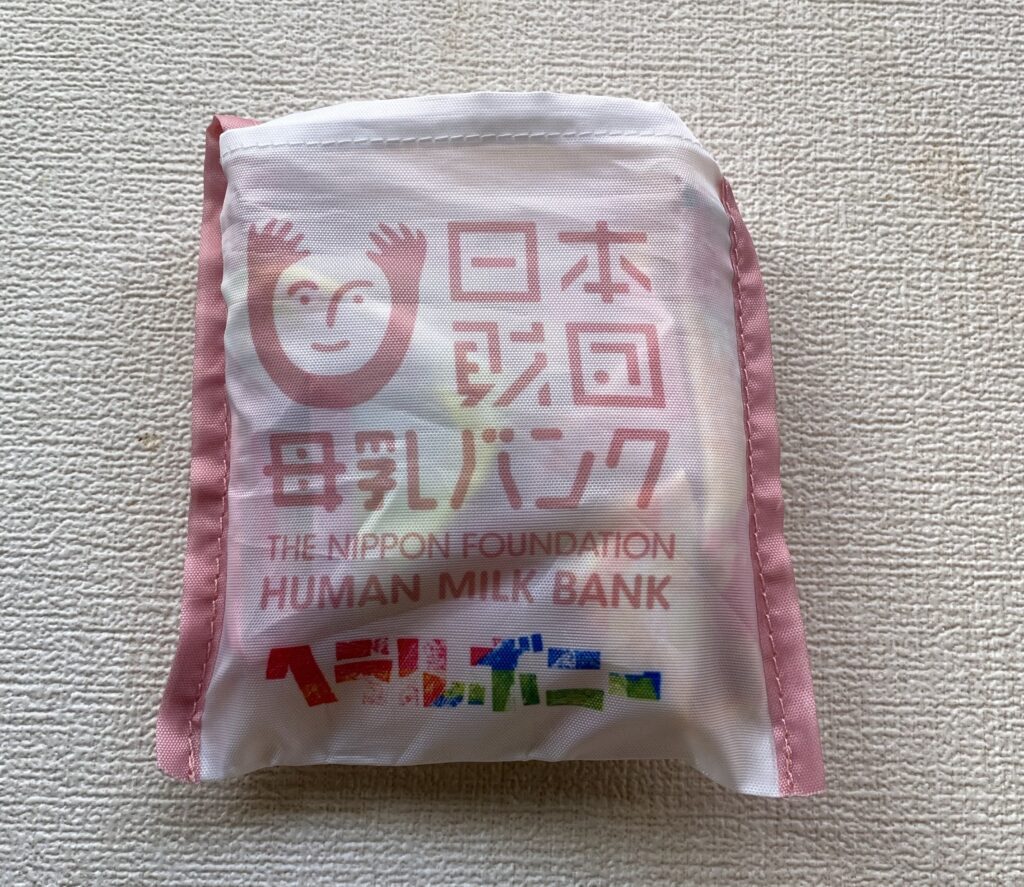 日本
財団
母乳バンク
THE NIPPON FOUNDATION
HUMAN MILK BANK
ヘラルボニー